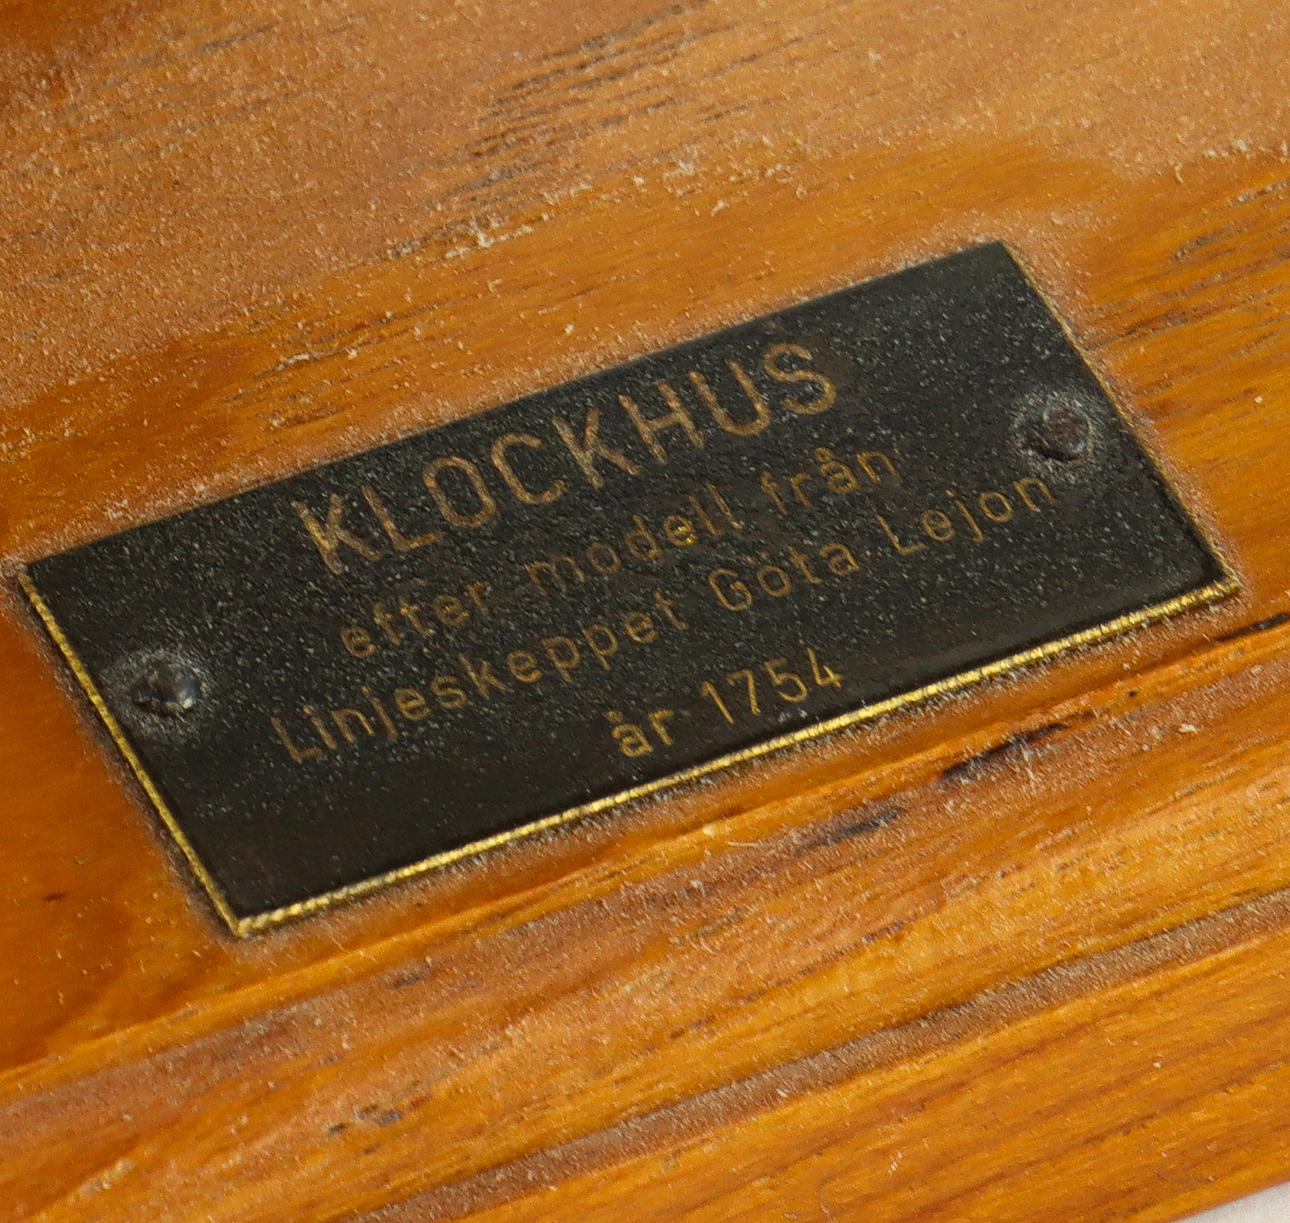 KLOCKHUS
efter modell från
Linjeskeppet Göta Lejon
år 1754